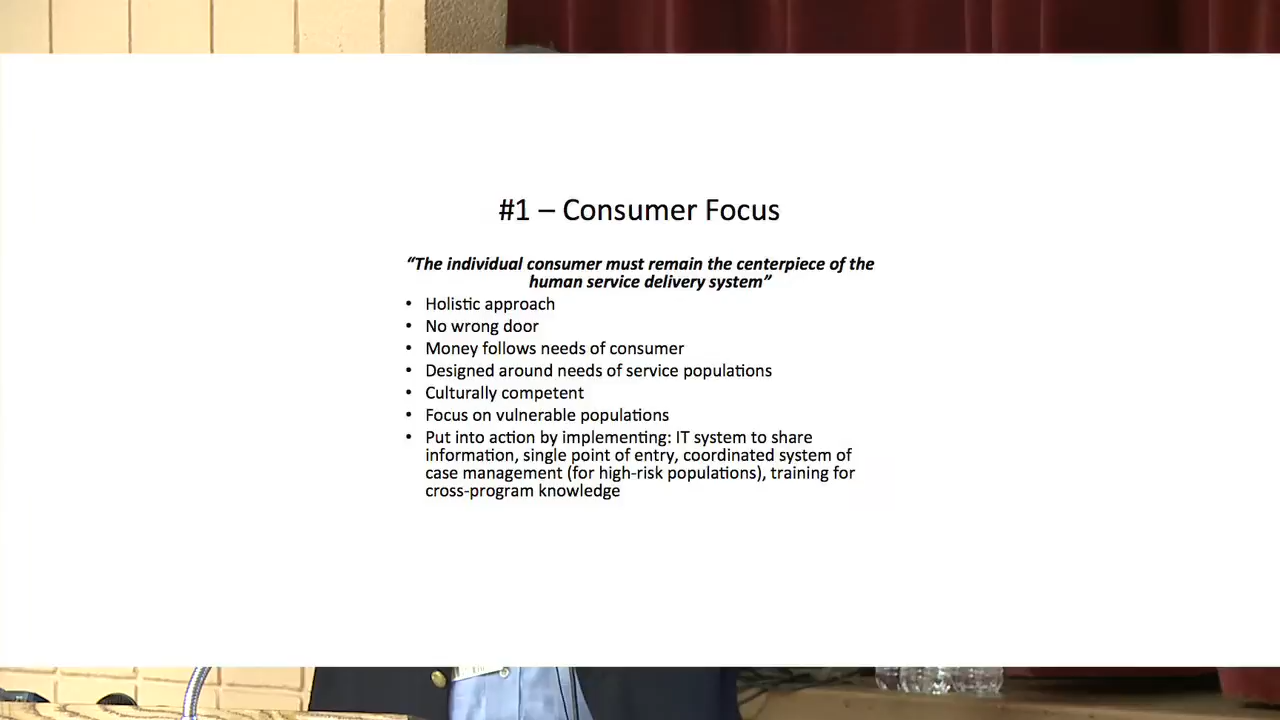 #1 – Consumer Focus
“The individual consumer must remain the centerpiece of the
human service delivery system”
• Holistic approach
• No wrong door
• Money follows needs of consumer
• Designed around needs of service populations
• Culturally competent
• Focus on vulnerable populations
• Put into action by implementing: IT system to share
information, single point of entry, coordinated system of
case management (for high-risk populations), training for
cross-program knowledge